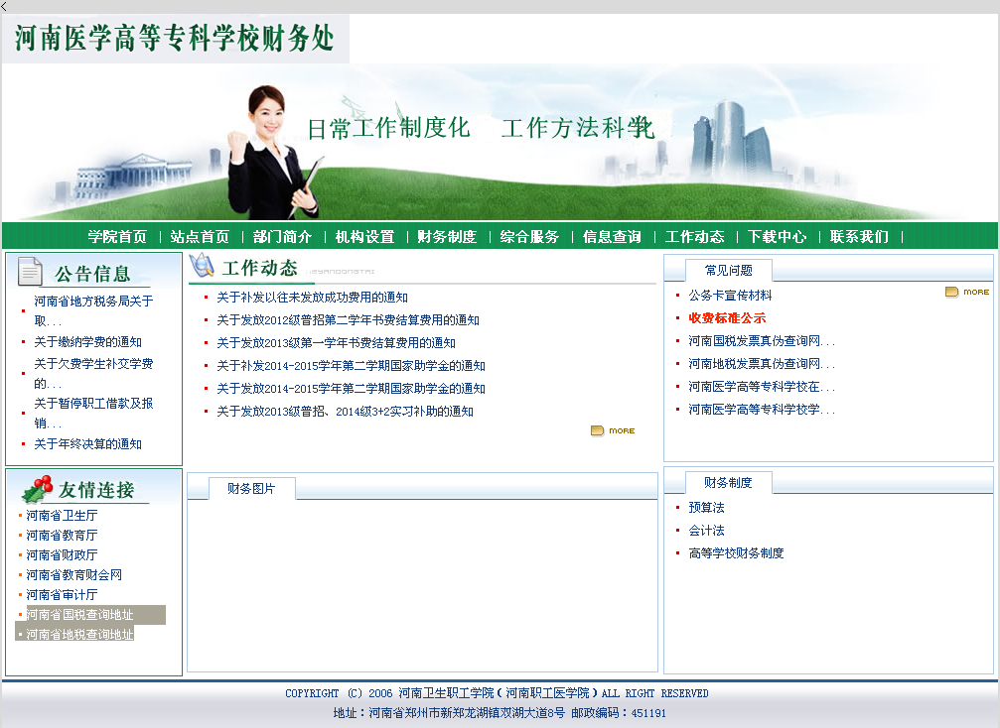 <
河南医学高等专科学校财务处
日常工作制度化 工作方法科学化
学院首页 | 站点首页 | 部门简介 | 机构设置 | 财务制度 | 综合服务 | 信息查询 | 工作动态 | 下载中心 | 联系我们 |
公告信息
河南省地方税务局关于
取...
关于缴纳学费的通知
关于欠费学生补交学费
的...
关于暂停职工借款及报
销...
关于年终决算的通知
友情连接
河南省卫生厅
河南省教育厅
河南省财政厅
河南省教育财会网
河南省审计厅
河南省国税查询地址
河南省地税查询地址
工作动态
关于补发以往未发放成功费用的通知
关于发放2012级普招第二学年书费结算费用的通知
关于发放2013级第一学年书费结算费用的通知
关于补发2014-2015学年第二学期国家助学金的通知
关于发放2014-2015学年第二学期国家助学金的通知
关于发放2013级普招、2014级3+2实习补助的通知
MORE
财务图片
常见问题
MORE
公务卡宣传材料
收费标准公示
河南国税发票真伪查询网...
河南地税发票真伪查询网...
河南医学高等专科学校在...
河南医学高等专科学校学...
财务制度
预算法
会计法
高等学校财务制度
COPYRIGHT (C) 2006 河南卫生职工学院(河南职工医学院)ALL RIGHT RESERVED
地址：河南省郑州市新郑龙湖镇双湖大道8号 邮政编码：451191